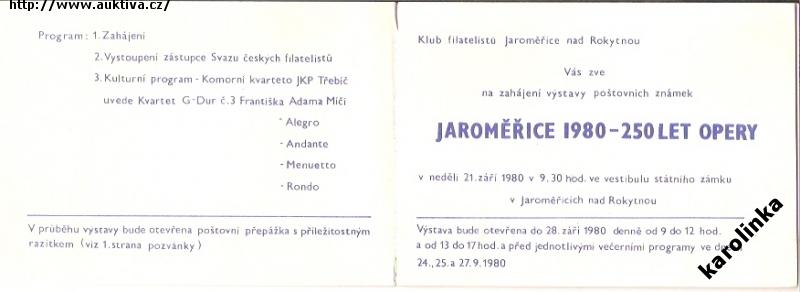 http://www.auktiva.cz/
Program: 1. Zahájení
2. Vystoupení zástupce Svazu českých filatelistů
3. Kulturní program - Komorní kvarteto JKP Třebíč
uvede Kvartet G-Dur č.3 Františka Adama Míči
- Alegro
- Andante
- Menuetto
- Rondo
V průběhu výstavy bude otevřena poštovní přepážka s příležitostným
razítkem (viz 1.strana pozvánky)
Klub filatelistů Jaroměřice nad Rokytnou
Vás zve
na zahájení výstavy poštovních známek
JAROMĚŘICE 1980-250 LET OPERY
v neděli 21. září 1980 v 9.30 hod. ve vestibulu státního zámku
v Jaroměřicích nad Rokytnou
Výstava bude otevřena do 28. září 1980 denně od 9 do 12 hod.
a od 13 do 17 hod. a před jednotlivými večerními programy ve
24., 25. a 27. 9. 1980
karolinka